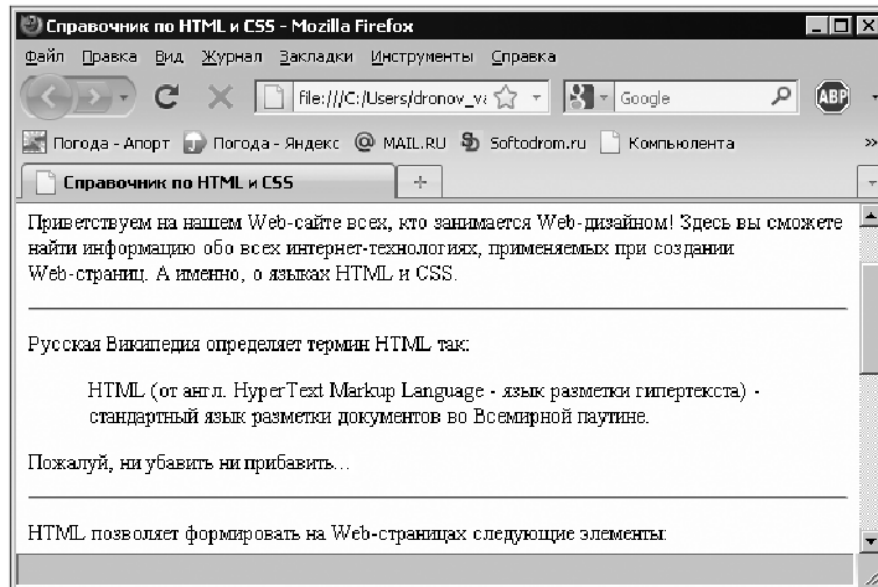 Справочник по HTML и CSS - Mozilla Firefox
Файл Правка Вид Журнал Закладки Инструменты Справка
file:///C:/Users/dronov_va Google ABP
Погода - Апорт Погода - Яндекс MAIL.RU Softodrom.ru Компьюлента »
Справочник по HTML и CSS
Приветствуем на нашем Web-сайте всех, кто занимается Web-дизайном! Здесь вы сможете
найти информацию обо всех интернет-технологиях, применяемых при создании
Web-страниц. А именно, о языках HTML и CSS.
Русская Википедия определяет термин HTML так:
HTML (от англ. HyperText Markup Language - язык разметки гипертекста) -
стандартный язык разметки документов во Всемирной паутине.
Пожалуй, ни убавить ни прибавить...
HTML позволяет формировать на Web-страницах следующие элементы: